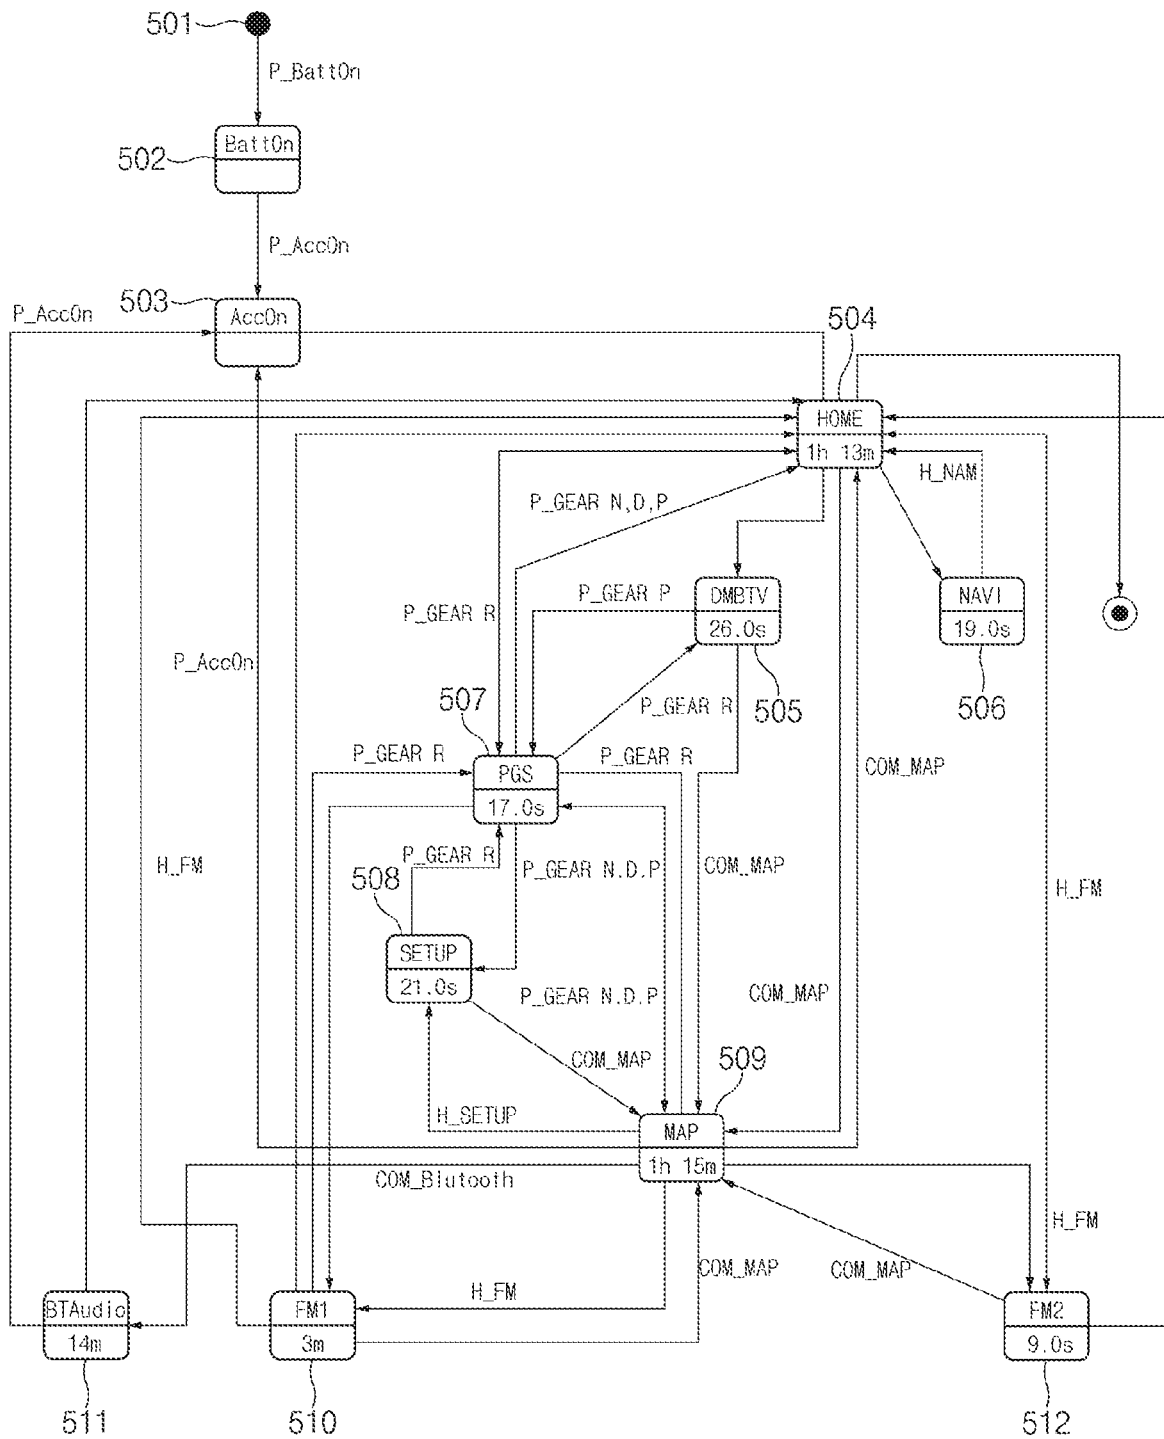 501
P_BattOn
BattOn
502
P_AccOn
503
P_AccOn
AccOn
504
HOME
1h 13m
H_NAM
P_GEAR N,D,P
P_GEAR P
DMBTV
26.0s
NAVI
19.0s
P_GEAR R
P_AccOn
507
P_GEAR R
505
506
P_GEAR R
P_GEAR R
COM_MAP
PGS
17.0s
H_FM
P_GEAR R
P_GEAR N.D.P
COM_MAP
508
H_FM
SETUP
21.0s
P_GEAR N.D.P
COM_MAP
COM_MAP
509
H_SETUP
MAP
1h 15m
COM_Blutooth
H_FM
COM_MAP
COM_MAP
H_FM
BTAudio
14m
FM1
3m
FM2
9.0s
511
510
512